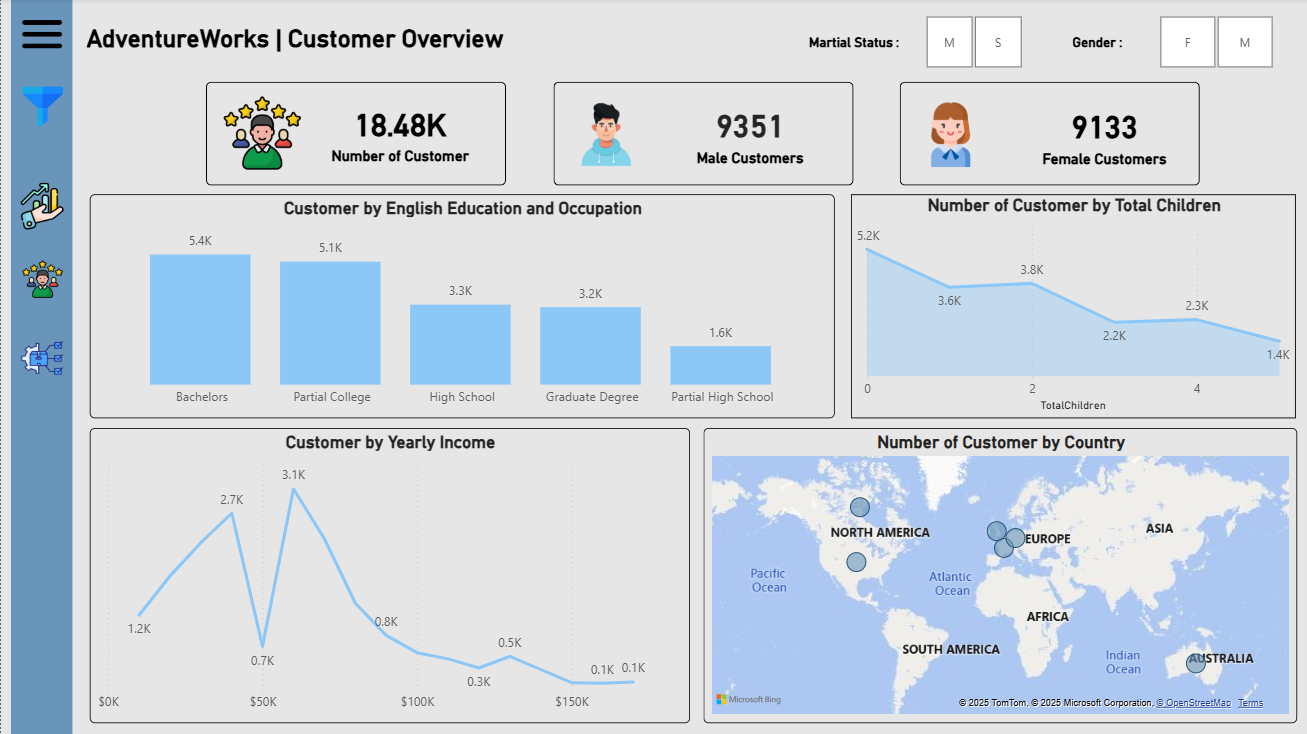 AdventureWorks | Customer Overview
Martial Status :
M
S
Gender :
F
M
18.48K
Number of Customer
9351
Male Customers
9133
Female Customers
Customer by English Education and Occupation
5.4K
5.1K
3.3K
3.2K
1.6K
Bachelors
Partial College
High School
Graduate Degree
Partial High School
Number of Customer by Total Children
5.2K
3.6K
3.8K
2.2K
2.3K
1.4K
0
2
4
TotalChildren
Customer by Yearly Income
1.2K
2.7K
0.7K
3.1K
0.8K
0.3K
0.5K
0.1K
0.1K
$0K
$50K
$100K
$150K
Number of Customer by Country
NORTH AMERICA
EUROPE
ASIA
Pacific
Ocean
Atlantic
Ocean
AFRICA
SOUTH AMERICA
Indian
Ocean
AUSTRALIA
Microsoft Bing
© 2025 TomTom, © 2025 Microsoft Corporation, © OpenStreetMap Terms